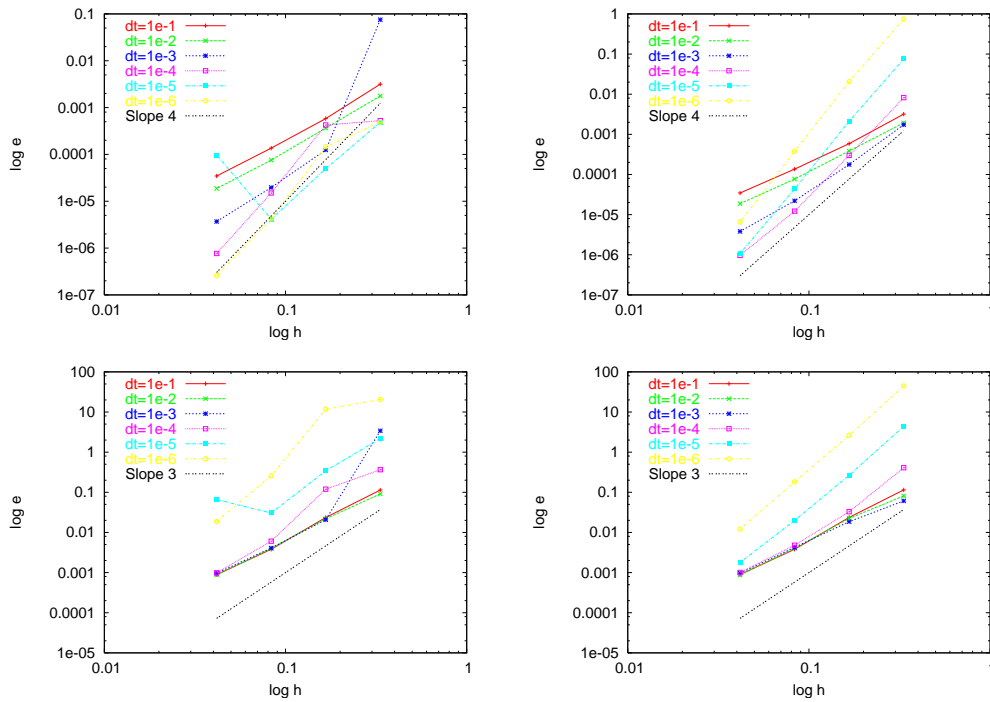 0.1
0.01
0.001
0.0001
1e-05
1e-06
1e-07
0.01
0.1
1
log e
log h
dt=1e-1
dt=1e-2
dt=1e-3
dt=1e-4
dt=1e-5
dt=1e-6
Slope 4
1
0.1
0.01
0.001
0.0001
1e-05
1e-06
1e-07
0.01
0.1
1
log e
log h
dt=1e-1
dt=1e-2
dt=1e-3
dt=1e-4
dt=1e-5
dt=1e-6
Slope 4
100
10
1
0.1
0.01
0.001
0.0001
1e-05
0.01
0.1
1
log e
log h
dt=1e-1
dt=1e-2
dt=1e-3
dt=1e-4
dt=1e-5
dt=1e-6
Slope 3
100
10
1
0.1
0.01
0.001
0.0001
1e-05
0.01
0.1
1
log e
log h
dt=1e-1
dt=1e-2
dt=1e-3
dt=1e-4
dt=1e-5
dt=1e-6
Slope 3